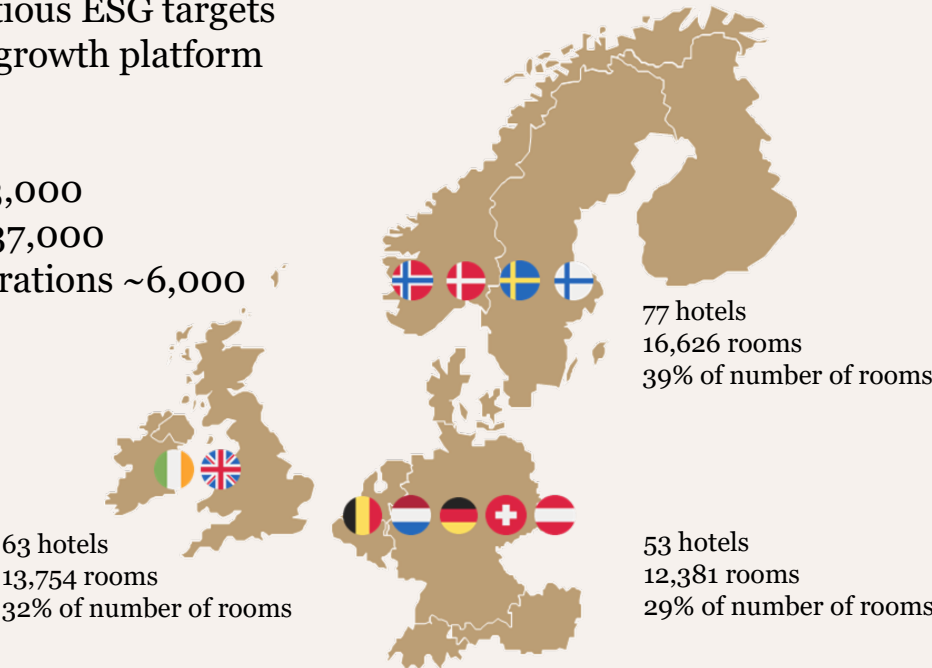 ESG targets
growth platform
37,000
~6,000
77 hotels
16,626 rooms
39% of number of rooms
63 hotels
13,754 rooms
32% of number of rooms
53 hotels
12,381 rooms
29% of number of rooms